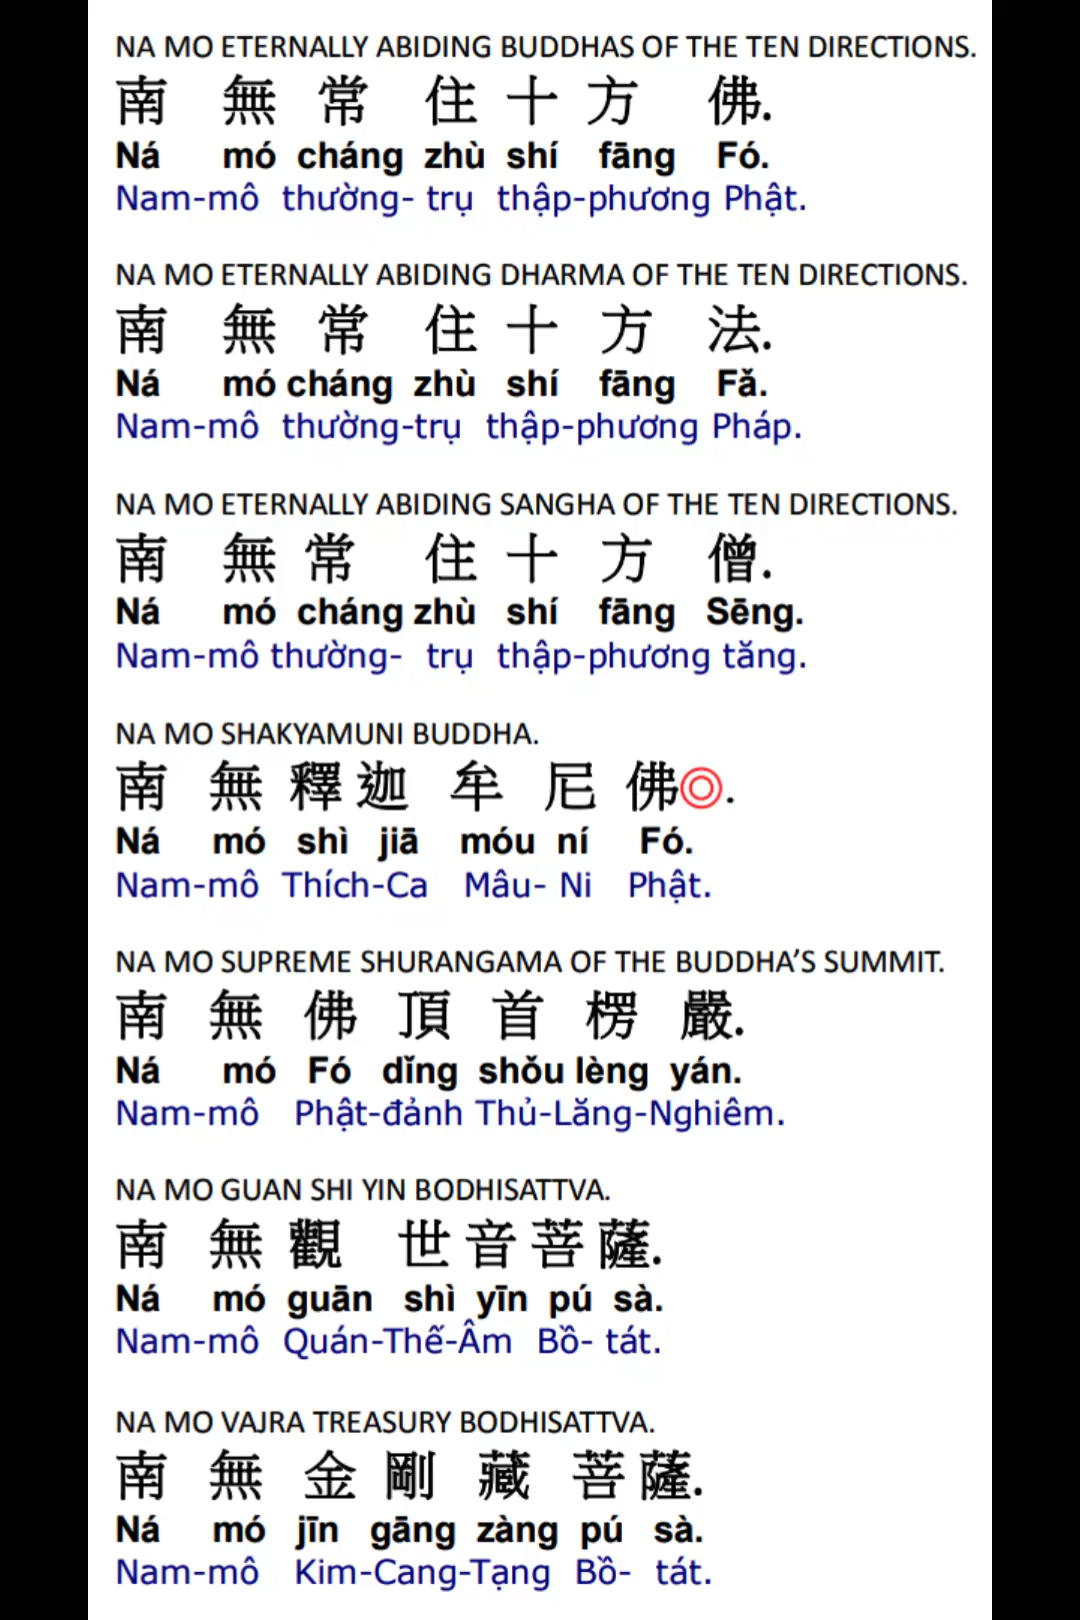 NA MO ETERNALLY ABIDING BUDDHAS OF THE TEN DIRECTIONS.
南 無 常 住 十 方 佛.
Ná mó cháng zhù shí fāng Fó.
Nam-mô thường- trụ thập-phương Phật.
NA MO ETERNALLY ABIDING DHARMA OF THE TEN DIRECTIONS.
南 無 常 住 十 方 法.
Ná mó cháng zhù shí fāng Fǎ.
Nam-mô thường-trụ thập-phương Pháp.
NA MO ETERNALLY ABIDING SANGHA OF THE TEN DIRECTIONS.
南 無 常 住 十 方 僧.
Ná mó cháng zhù shí fāng Sēng.
Nam-mô thường- trụ thập-phương tăng.
NA MO SHAKYAMUNI BUDDHA.
南 無 釋 迦 牟 尼 佛◎.
Ná mó shì jiā móu ní Fó.
Nam-mô Thích-Ca Mâu- Ni Phật.
NA MO SUPREME SHURANGAMA OF THE BUDDHA’S SUMMIT.
南 無 佛 頂 首 楞 嚴.
Ná mó Fó dǐng shǒu lèng yán.
Nam-mô Phật-đảnh Thủ-Lăng-Nghiêm.
NA MO GUAN SHI YIN BODHISATTVA.
南 無 觀 世 音 菩 薩.
Ná mó guān shì yīn pú sà.
Nam-mô Quán-Thế-Âm Bồ- tát.
NA MO VAJRA TREASURY BODHISATTVA.
南 無 金 剛 藏 菩 薩.
Ná mó jīn gāng zàng pú sà.
Nam-mô Kim-Cang-Tạng Bồ- tát.